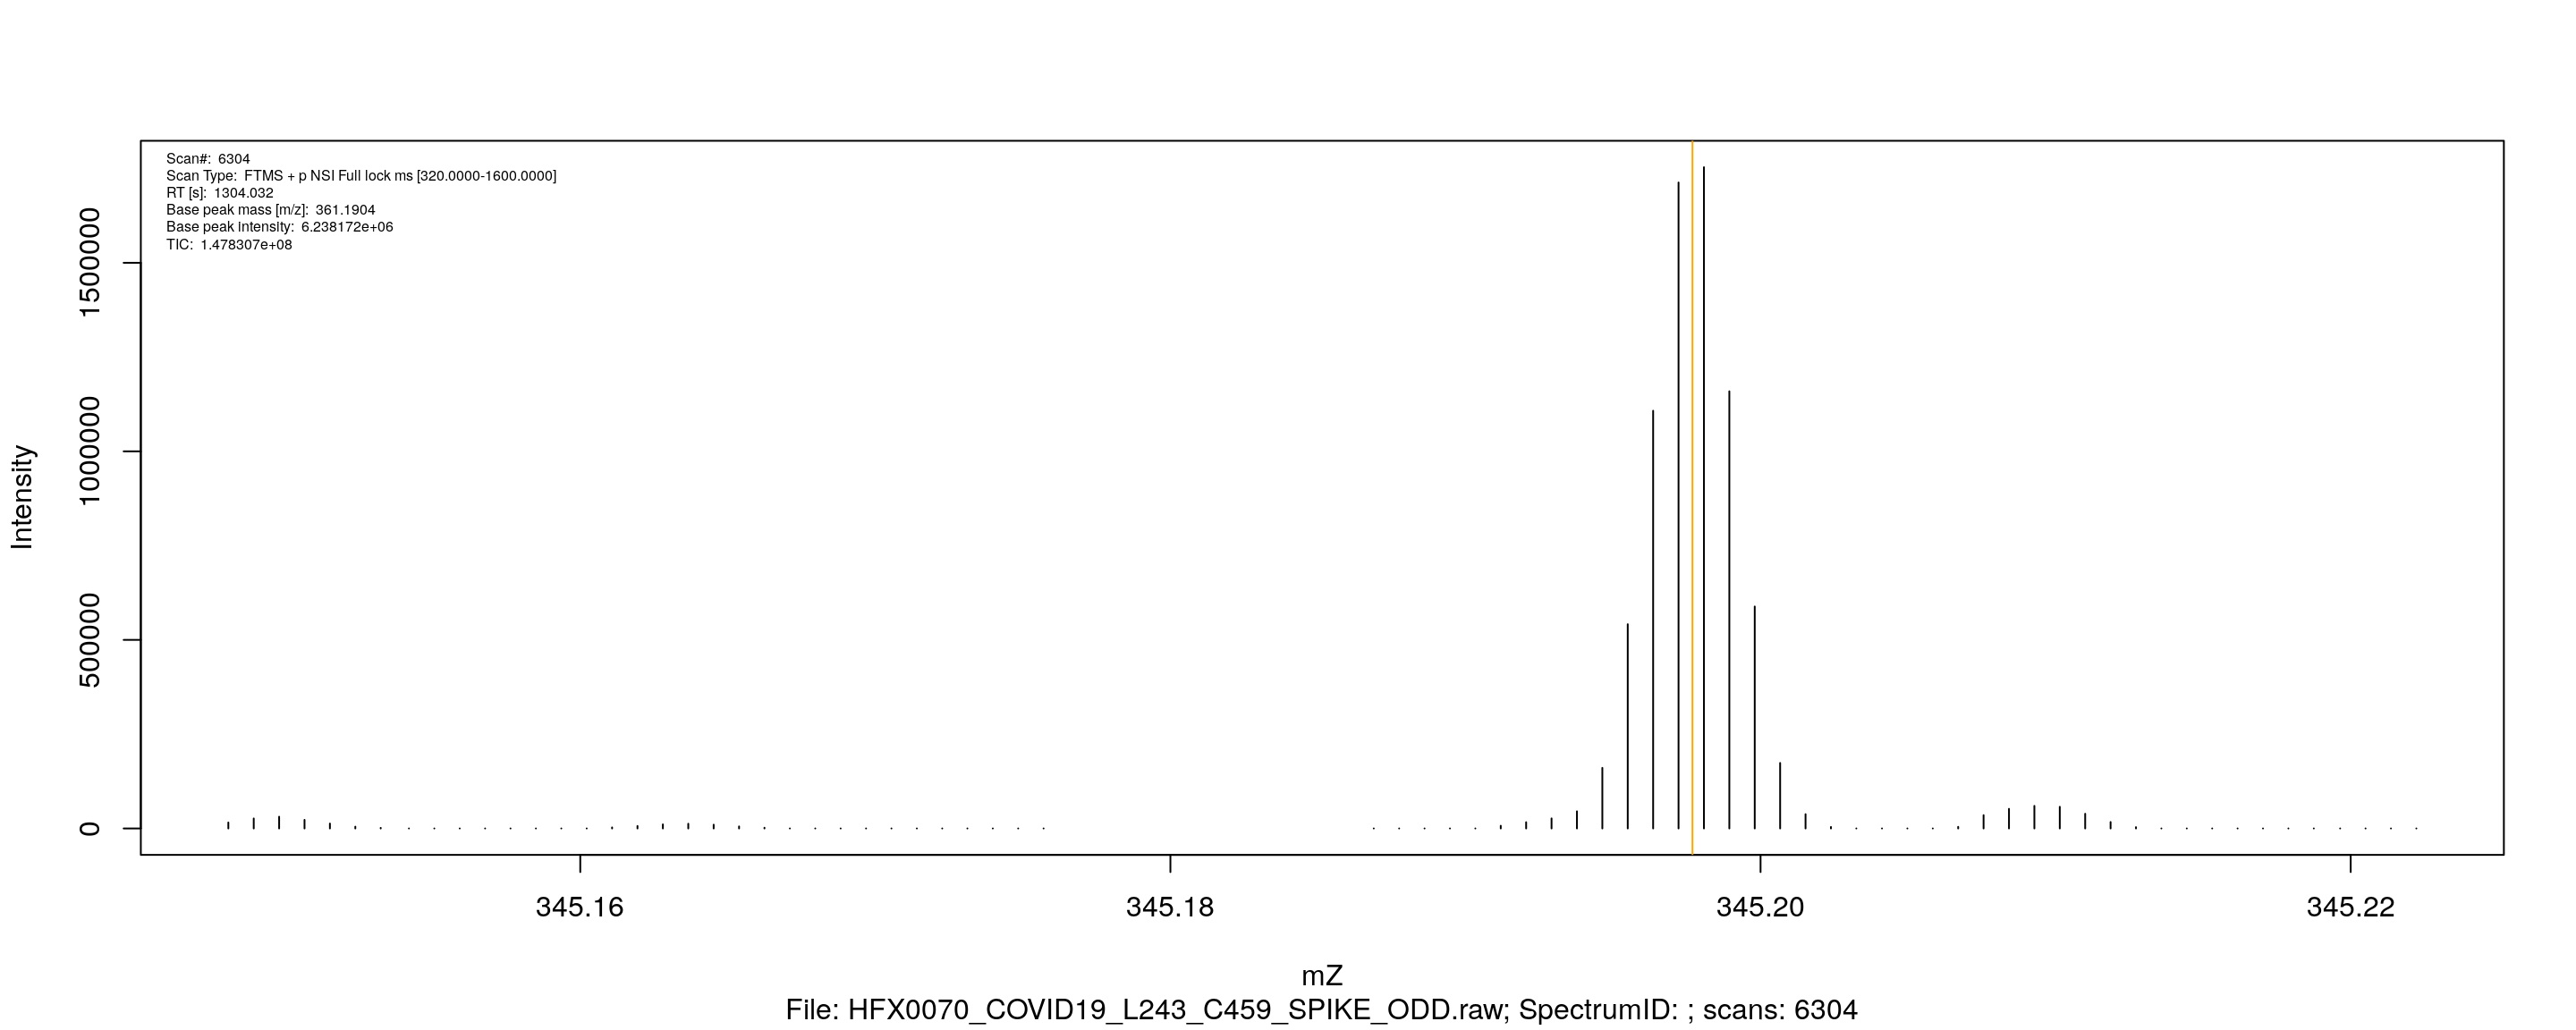 Scan#: 6304
Scan Type: FTMS + p NSI Full lock ms [320.0000-1600.0000]
RT [s]: 1304.032
Base peak mass [m/z]: 361.1904
Base peak intensity: 6.238172e+06
TIC: 1.478307e+08
1500000
1000000
500000
0
Intensity
345.16 345.18 345.20 345.22
mZ
File: HFX0070_COVID19_L243_C459_SPIKE_ODD.raw; SpectrumID: ; scans: 6304